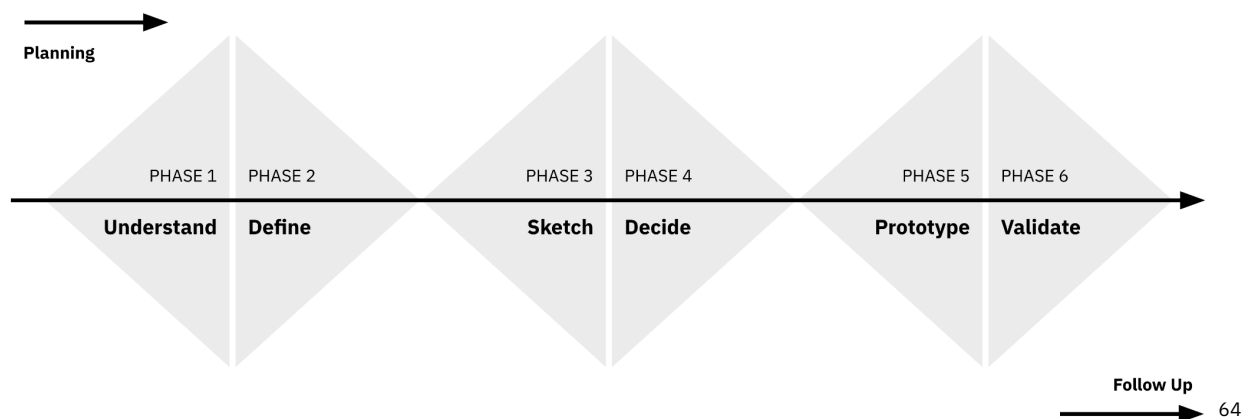 Planning
PHASE 1 PHASE 2 PHASE 3 PHASE 4 PHASE 5 PHASE 6
Understand Define Sketch Decide Prototype Validate
Follow Up
64